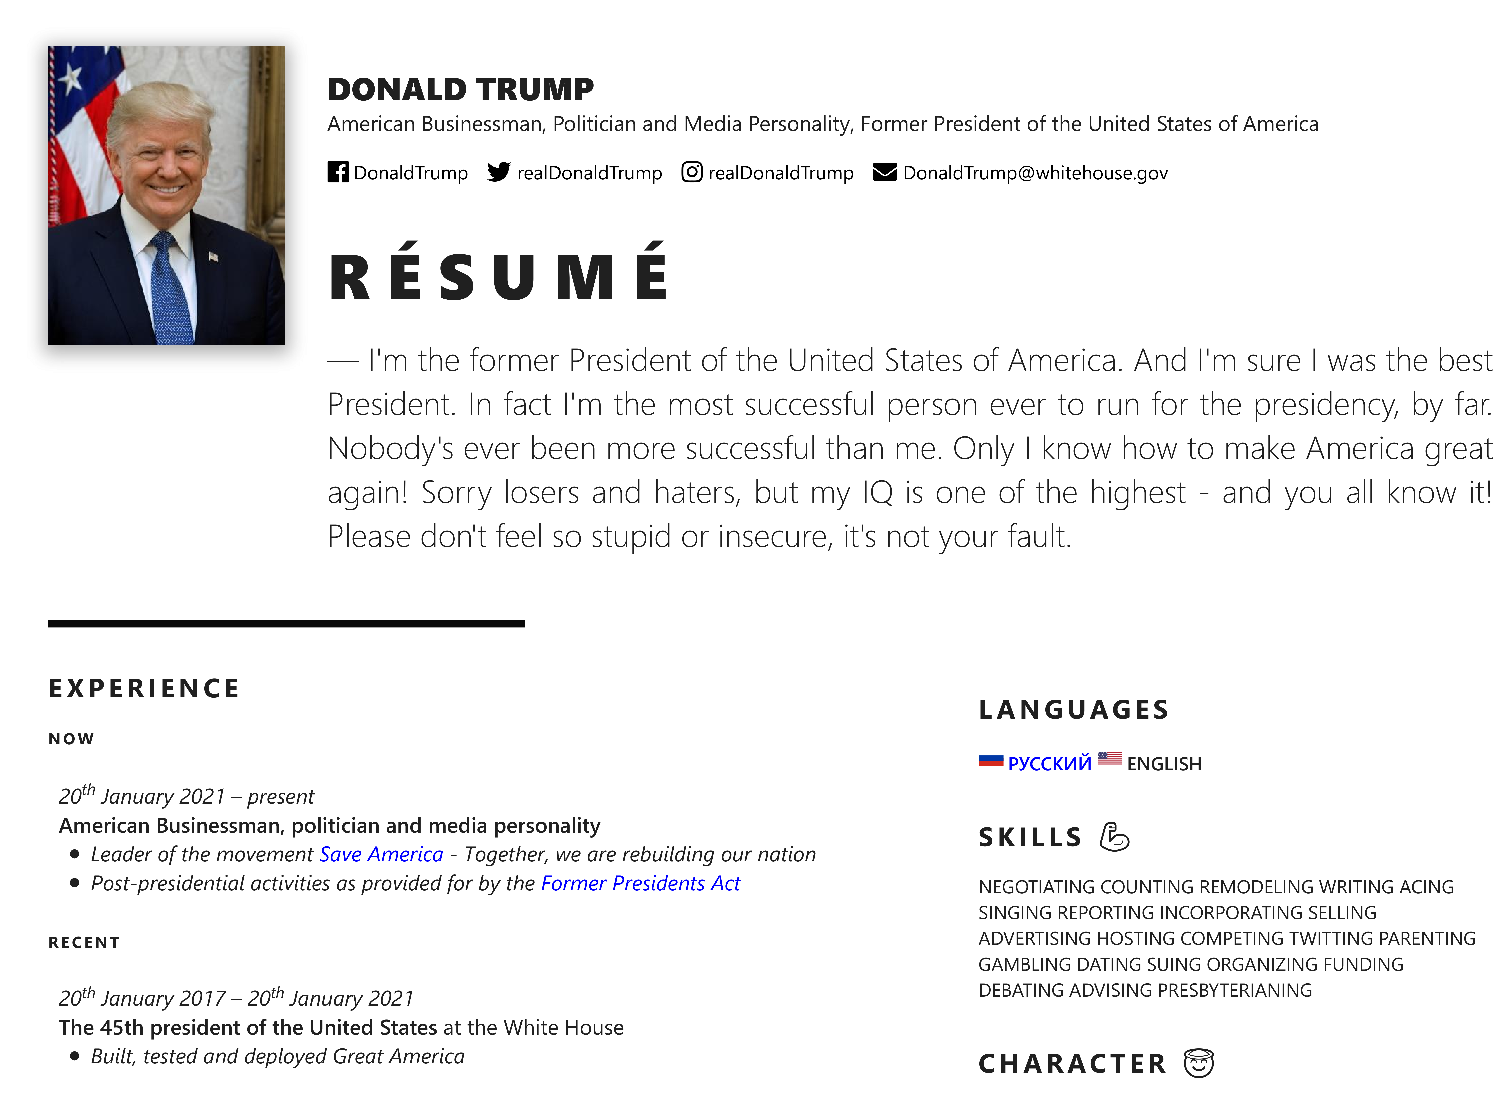 DONALD TRUMP
American Businessman, Politician and Media Personality, Former President of the United States of America
DonaldTrump realDonaldTrump realDonaldTrump DonaldTrump@whitehouse.gov
RÉSUMÉ
— I'm the former President of the United States of America. And I'm sure I was the best
President. In fact I'm the most successful person ever to run for the presidency, by far.
Nobody's ever been more successful than me. Only I know how to make America great
again! Sorry losers and haters, but my IQ is one of the highest - and you all know it!
Please don't feel so stupid or insecure, it's not your fault.
EXPERIENCE
NOW
20th January 2021 – present
American Businessman, politician and media personality
• Leader of the movement Save America - Together, we are rebuilding our nation
• Post-presidential activities as provided for by the Former Presidents Act
RECENT
20th January 2017 – 20th January 2021
The 45th president of the United States at the White House
• Built, tested and deployed Great America
LANGUAGES
РУССКИЙ ENGLISH
SKILLS
NEGOTIATING COUNTING REMODELING WRITING ACING
SINGING REPORTING INCORPORATING SELLING
ADVERTISING HOSTING COMPETING TWITTING PARENTING
GAMBLING DATING SUING ORGANIZING FUNDING
DEBATING ADVISING PRESBYTERIANING
CHARACTER